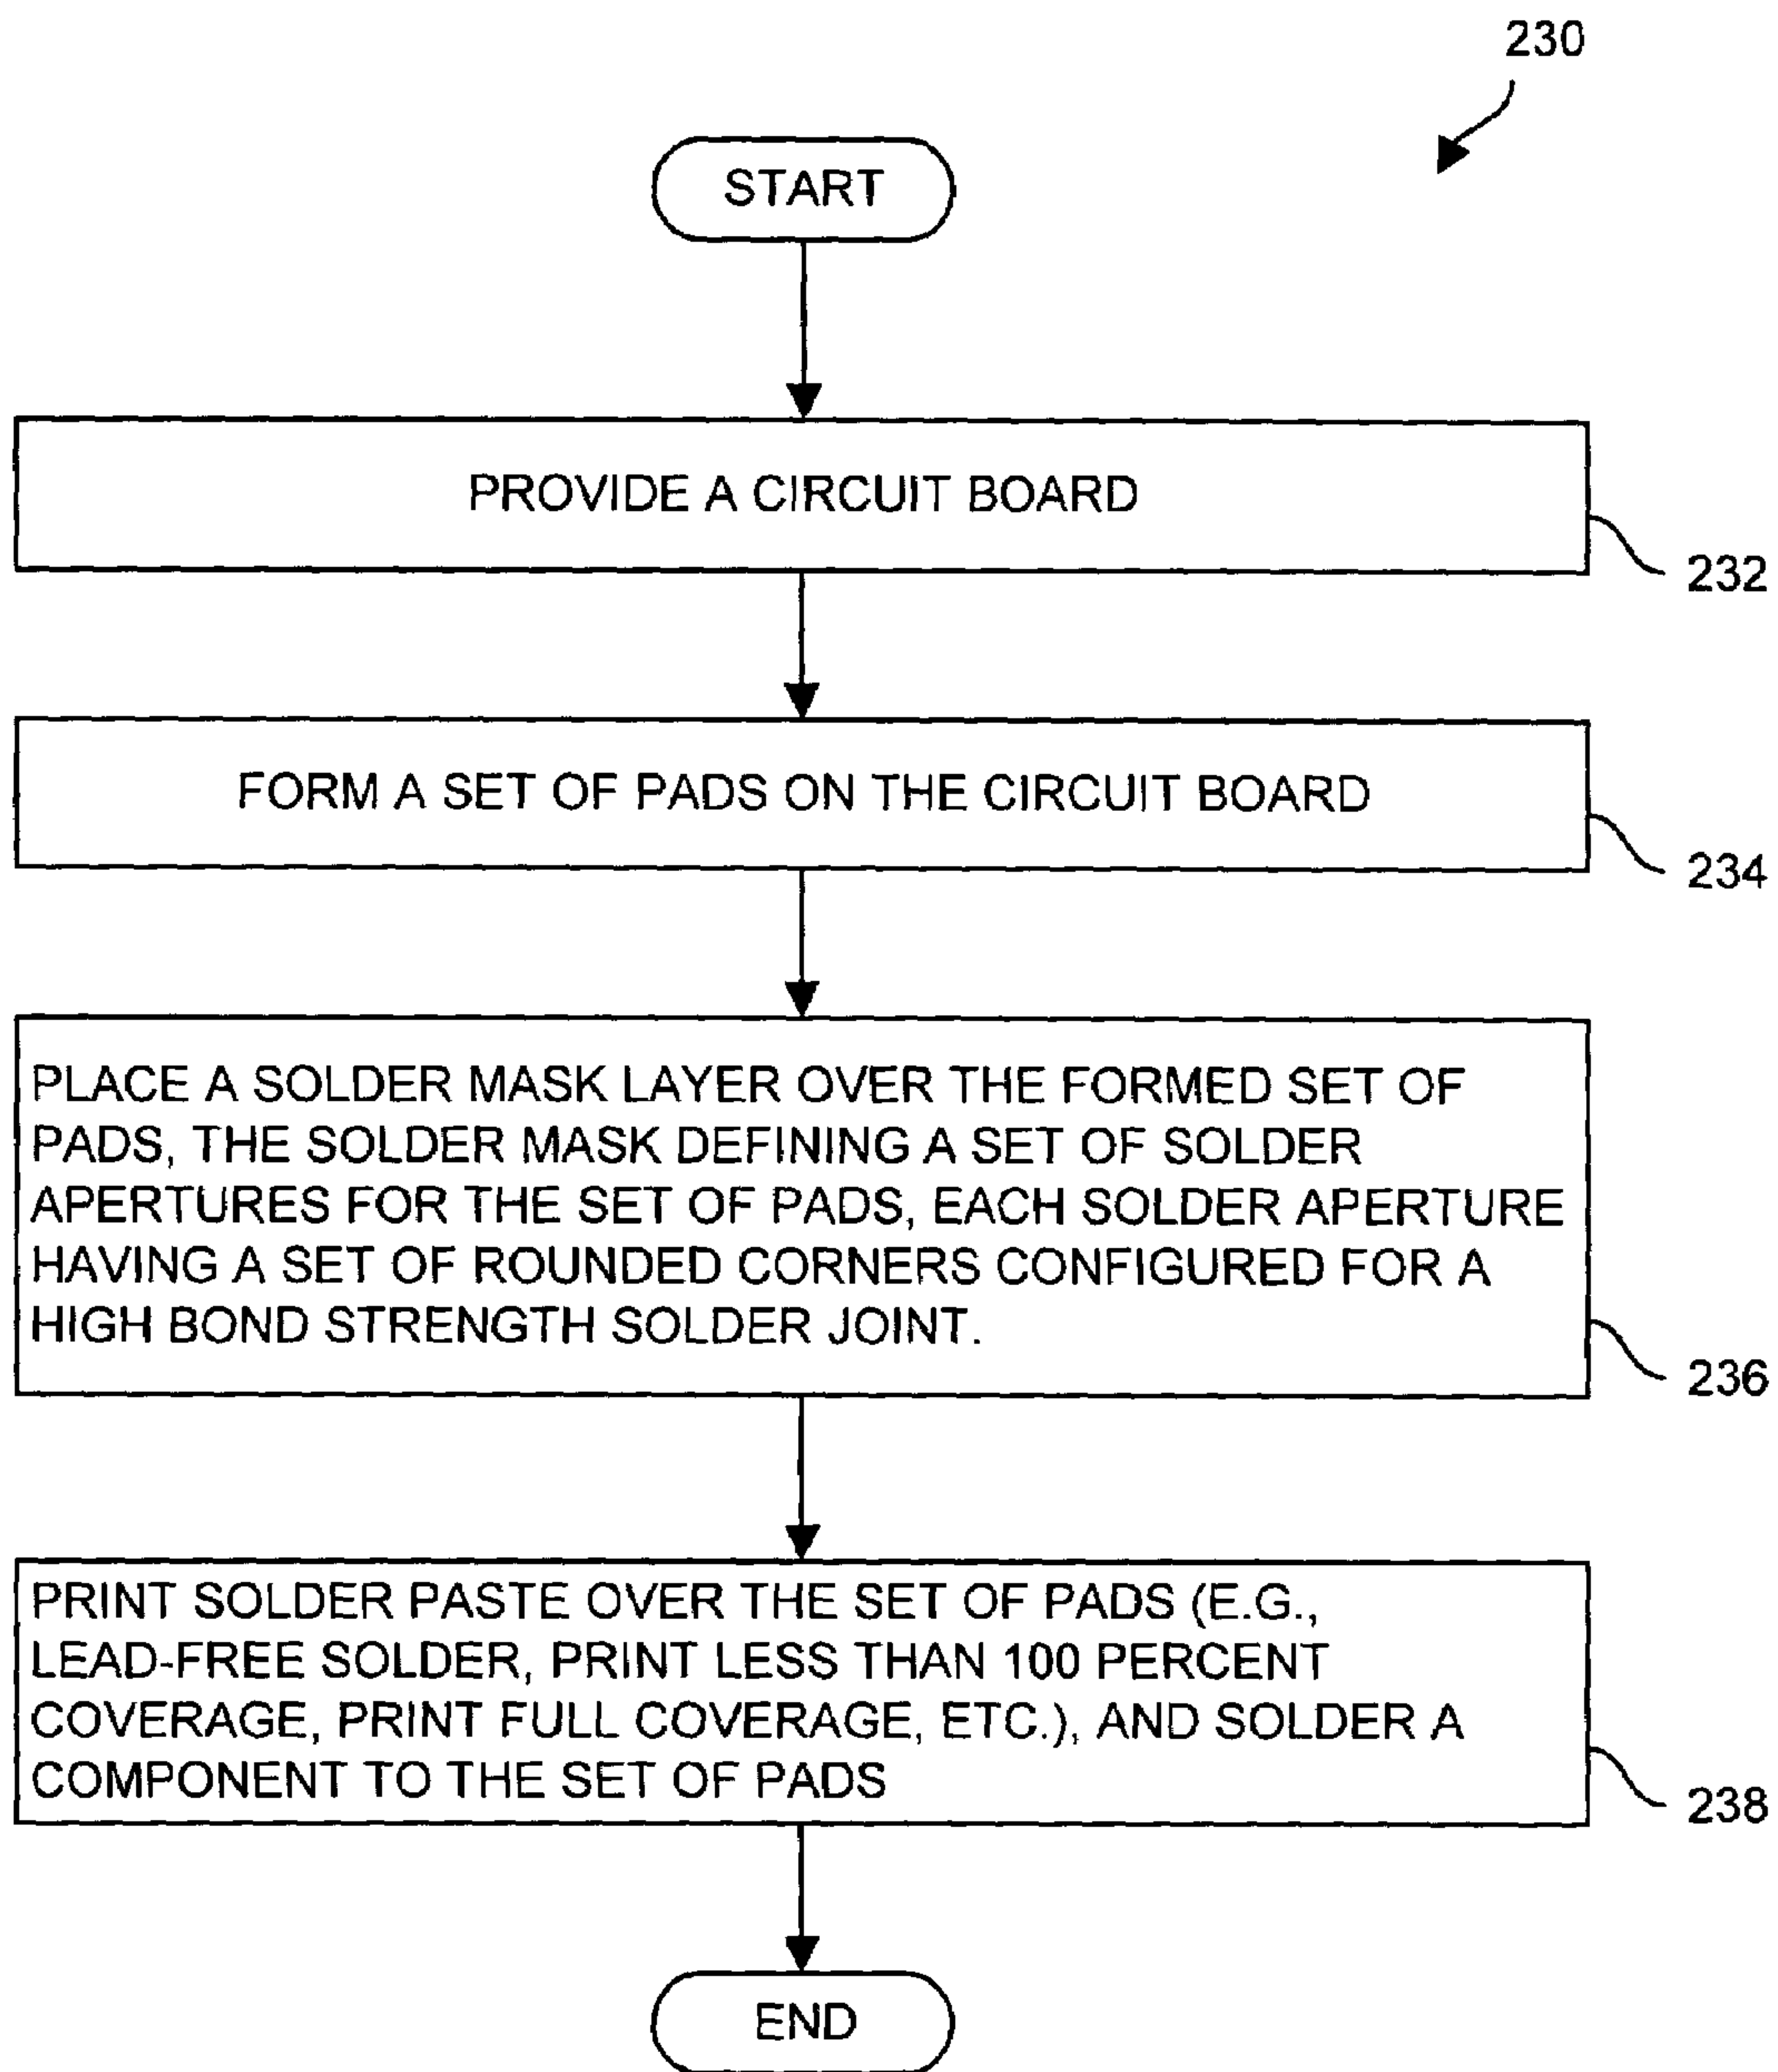 230
START
PROVIDE A CIRCUIT BOARD
232
FORM A SET OF PADS ON THE CIRCUIT BOARD
234
PLACE A SOLDER MASK LAYER OVER THE FORMED SET OF
PADS, THE SOLDER MASK DEFINING A SET OF SOLDER
APERTURES FOR THE SET OF PADS, EACH SOLDER APERTURE
HAVING A SET OF ROUNDED CORNERS CONFIGURED FOR A
HIGH BOND STRENGTH SOLDER JOINT.
236
PRINT SOLDER PASTE OVER THE SET OF PADS (E.G.,
LEAD-FREE SOLDER, PRINT LESS THAN 100 PERCENT
COVERAGE, PRINT FULL COVERAGE, ETC.), AND SOLDER A
COMPONENT TO THE SET OF PADS
238
END